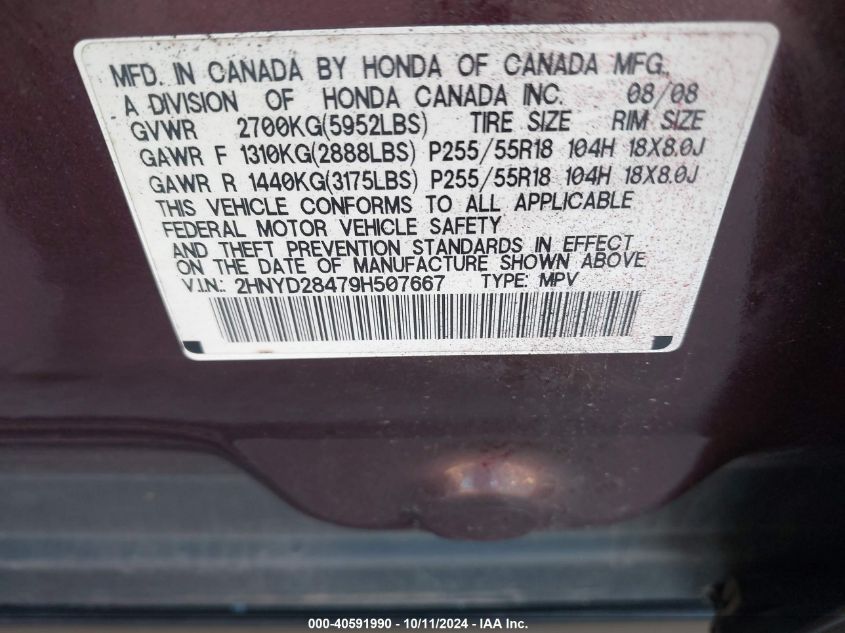 MFD. IN CANADA BY HONDA OF CANADA MFG.,
A DIVISION OF HONDA CANADA INC. 08/08
GVWR 2700KG(5952LBS) TIRE SIZE RIM SIZE
GAWR F 1310KG(2888LBS) P255/55R18 104H 18X8.0J
GAWR R 1440KG(3175LBS) P255/55R18 104H 18X8.0J
THIS VEHICLE CONFORMS TO ALL APPLICABLE
FEDERAL MOTOR VEHICLE SAFETY
AND THEFT PREVENTION STANDARDS IN EFFECT
ON THE DATE OF MANUFACTURE SHOWN ABOVE
V.I.N.: 2HNYD28479H507667 TYPE: MPV
000-40591990 - 10/11/2024 - IAA Inc.